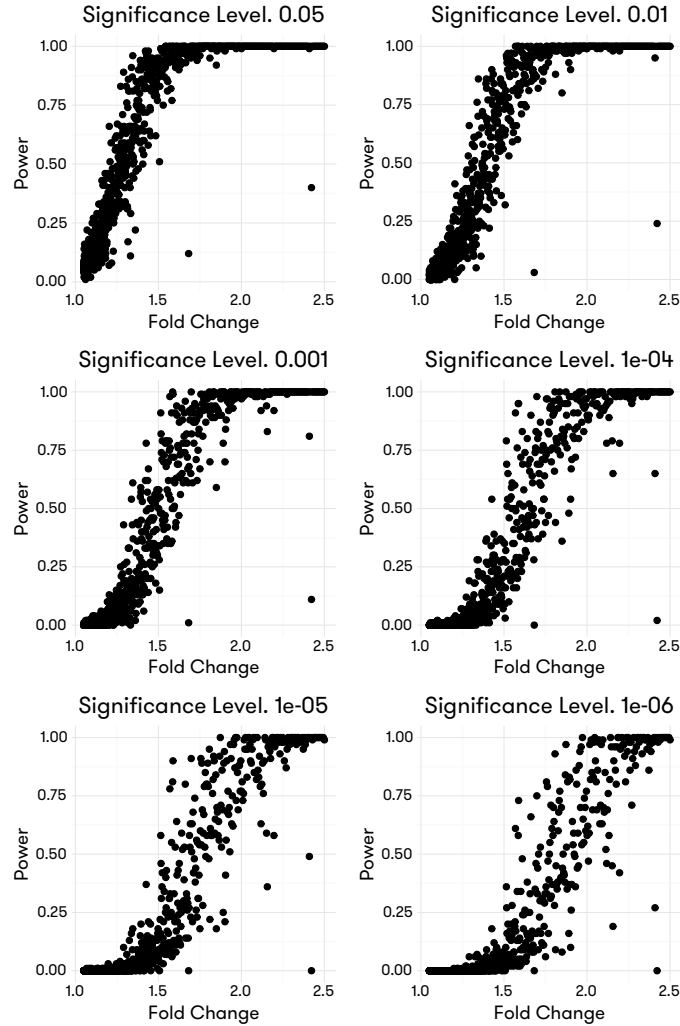 Significance Level. 0.05
Power
1.00
0.75
0.50
0.25
0.00
1.0 1.5 2.0 2.5
Fold Change
Significance Level. 0.01
Power
1.00
0.75
0.50
0.25
0.00
1.0 1.5 2.0 2.5
Fold Change
Significance Level. 0.001
Power
1.00
0.75
0.50
0.25
0.00
1.0 1.5 2.0 2.5
Fold Change
Significance Level. 1e-04
Power
1.00
0.75
0.50
0.25
0.00
1.0 1.5 2.0 2.5
Fold Change
Significance Level. 1e-05
Power
1.00
0.75
0.50
0.25
0.00
1.0 1.5 2.0 2.5
Fold Change
Significance Level. 1e-06
Power
1.00
0.75
0.50
0.25
0.00
1.0 1.5 2.0 2.5
Fold Change